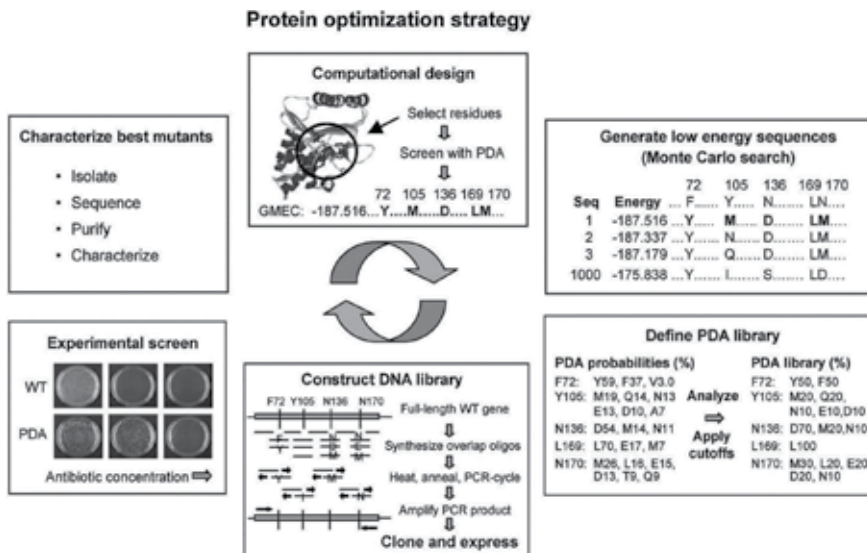 Protein optimization strategy
Computational design
Select residues
Screen with PDA
72 105 136 169 170
GMEC: -187.516...Y.....M.....D....LM....
Characterize best mutants
• Isolate
• Sequence
• Purify
• Characterize
Generate low energy sequences
(Monte Carlo search)
72 105 136 169 170
Seq Energy ... F....... Y....... N........ LN....
1 -187.516 ...Y....... M....... D........ LM....
2 -187.337 ...Y....... N....... D........ LM....
3 -187.179 ...Y....... Q....... D........ LM....
1000 -175.838 ...Y....... I........ S........ LD....
Experimental screen
WT
PDA
Antibiotic concentration
Construct DNA library
F72 Y105 N136 N170
Full-length WT gene
Synthesize overlap oligos
Heat, anneal, PCR-cycle
Amplify PCR product
Clone and express
Define PDA library
PDA probabilities (%)
F72: Y59, F37, V3.0
Y105: M19, Q14, N13
E13, D10, A7
N136: D54, M14, N11
L169: L70, E17, M7
N170: M26, L16, E15,
D13, T9, Q9
Analyze
Apply
cutoffs
PDA library (%)
F72: Y50, F50
Y105: M20, Q20,
N10, E10,D10
N136: D70, M20,N10
L169: L100
N170: M30, L20, E20
D20, N10